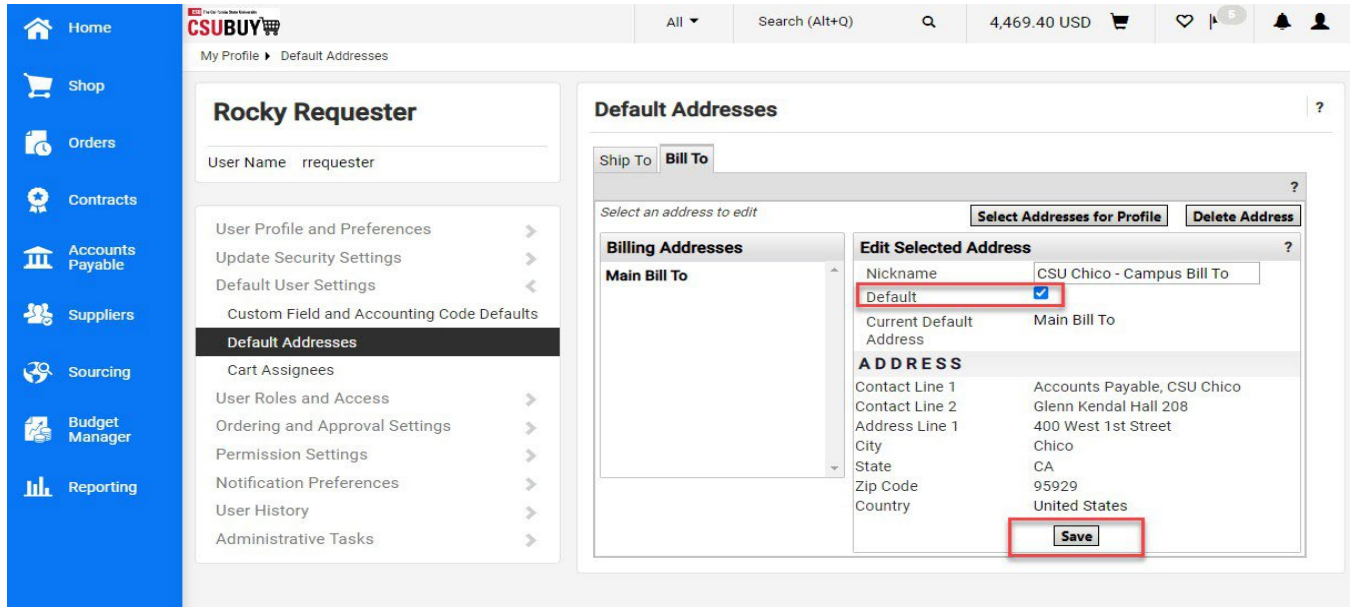 Home
Shop
Orders
Contracts
Accounts
Payable
Suppliers
Sourcing
Budget
Manager
Reporting
CSU The California State University
CSUBUY
All
Search (Alt+Q)
4,469.40 USD
5
My Profile Default Addresses
Rocky Requester
User Name rrequester
User Profile and Preferences
Update Security Settings
Default User Settings
Custom Field and Accounting Code Defaults
Default Addresses
Cart Assignees
User Roles and Access
Ordering and Approval Settings
Permission Settings
Notification Preferences
User History
Administrative Tasks
Default Addresses ?
Ship To Bill To
?
Select an address to edit
Select Addresses for Profile Delete Address
Billing Addresses
Main Bill To
Edit Selected Address ?
Nickname CSU Chico - Campus Bill To
Default
Current Default Main Bill To
Address
ADDRESS
Contact Line 1 Accounts Payable, CSU Chico
Contact Line 2 Glenn Kendal Hall 208
Address Line 1 400 West 1st Street
City Chico
State CA
Zip Code 95929
Country United States
Save